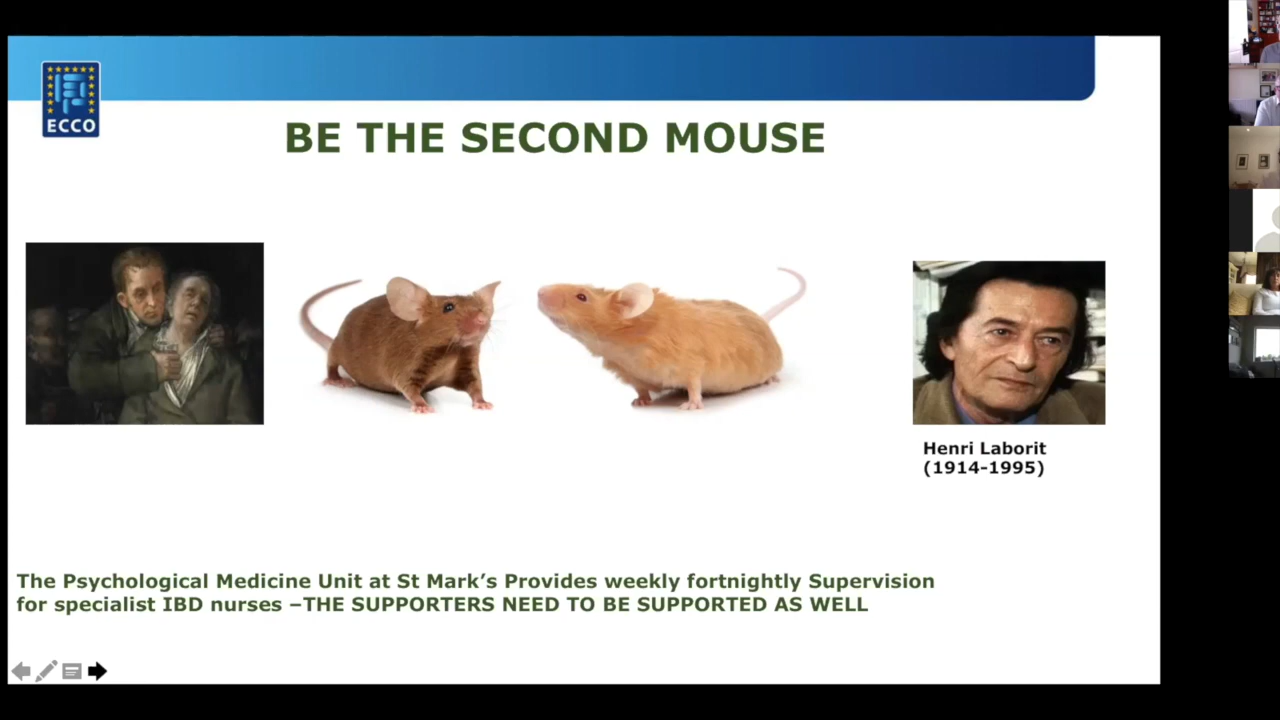 ECCO
BE THE SECOND MOUSE
Henri Laborit
(1914-1995)
The Psychological Medicine Unit at St Mark’s Provides weekly fortnightly Supervision
for specialist IBD nurses –THE SUPPORTERS NEED TO BE SUPPORTED AS WELL